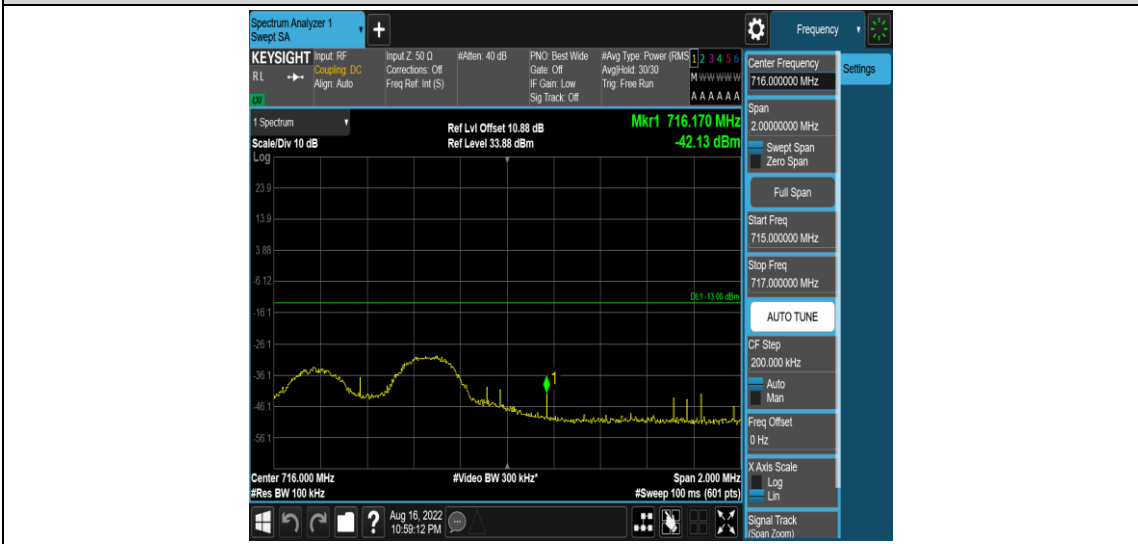 Spectrum Analyzer 1
Swept SA
+
Frequency
KEYSIGHT
RL
LXI
Input: RF
Coupling: DC
Align: Auto
Input Z: 50 Ω
Corrections: Off
Freq Ref: Int (S)
#Atten: 40 dB
PNO: Best Wide
Gate: Off
IF Gain: Low
Sig Track: Off
#Avg Type: Power (RMS
Avg|Hold: 30/30
Trig: Free Run
1 2 3 4 5 6
M W W W W W
A A A A A A
1 Spectrum
Scale/Div 10 dB
Log
Ref Lvl Offset 10.88 dB
Ref Level 33.88 dBm
Mkr1 716.170 MHz
-42.13 dBm
23.9
13.9
3.88
-6.12
-16.1
-26.1
-36.1
-46.1
-56.1
DL1 -13.00 dBm
1
Center 716.000 MHz
#Res BW 100 kHz
#Video BW 300 kHz*
Span 2.000 MHz
#Sweep 100 ms (601 pts)
?
Aug 16, 2022
10:59:12 PM
Center Frequency
716.000000 MHz
Span
2.00000000 MHz
Swept Span
Zero Span
Full Span
Start Freq
715.000000 MHz
Stop Freq
717.000000 MHz
AUTO TUNE
CF Step
200.000 kHz
Auto
Man
Freq Offset
0 Hz
X Axis Scale
Log
Lin
Signal Track
(Span Zoom)
Settings